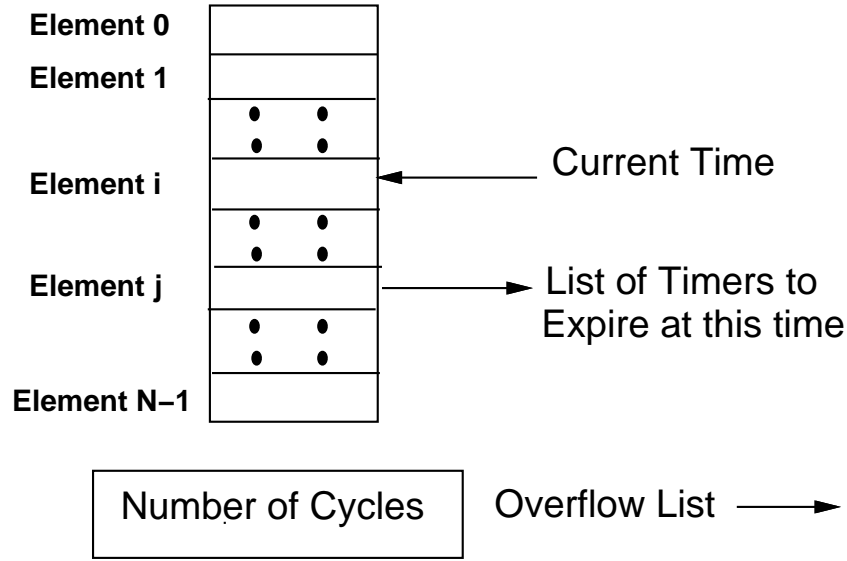 Element 0
Element 1
Element i
Current Time
Element j
List of Timers to
Expire at this time
Element N−1
Number of Cycles
Overflow List